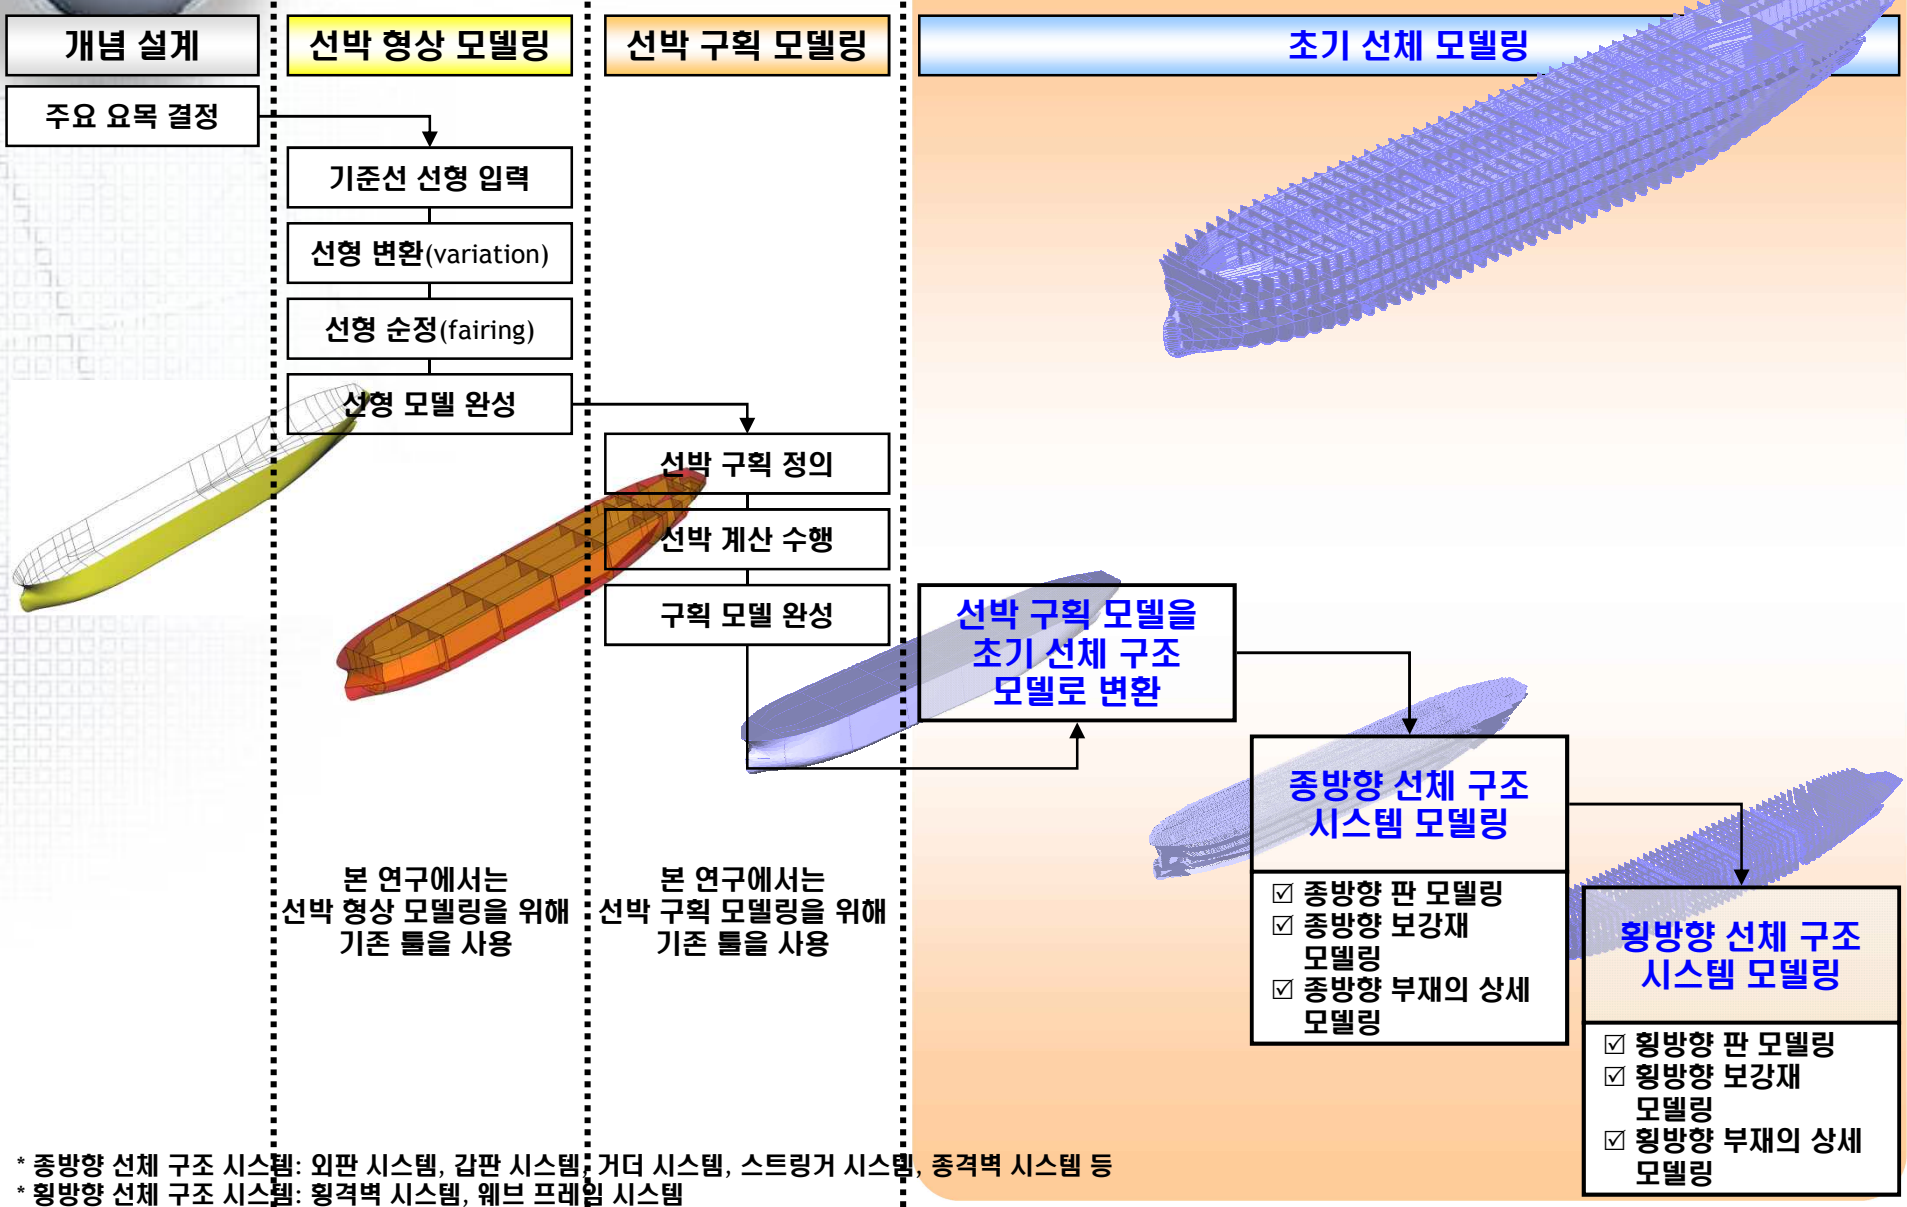 개념 설계
선박 형상 모델링
선박 구획 모델링
초기 선체 모델링
주요 요목 결정
기준선 선형 입력
선형 변환(variation)
선형 순정(fairing)
선형 모델 완성
선박 구획 정의
선박 계산 수행
구획 모델 완성
선박 구획 모델을
초기 선체 구조
모델로 변환
종방향 선체 구조
시스템 모델링
☑ 종방향 판 모델링
☑ 종방향 보강재
모델링
☑ 종방향 부재의 상세
모델링
횡방향 선체 구조
시스템 모델링
☑ 횡방향 판 모델링
☑ 횡방향 보강재
모델링
☑ 횡방향 부재의 상세
모델링
본 연구에서는
선박 형상 모델링을 위해
기존 툴을 사용
본 연구에서는
선박 구획 모델링을 위해
기존 툴을 사용
* 종방향 선체 구조 시스템: 외판 시스템, 갑판 시스템, 거더 시스템, 스트링거 시스템, 종격벽 시스템 등
* 횡방향 선체 구조 시스템: 횡격벽 시스템, 웨브 프레임 시스템